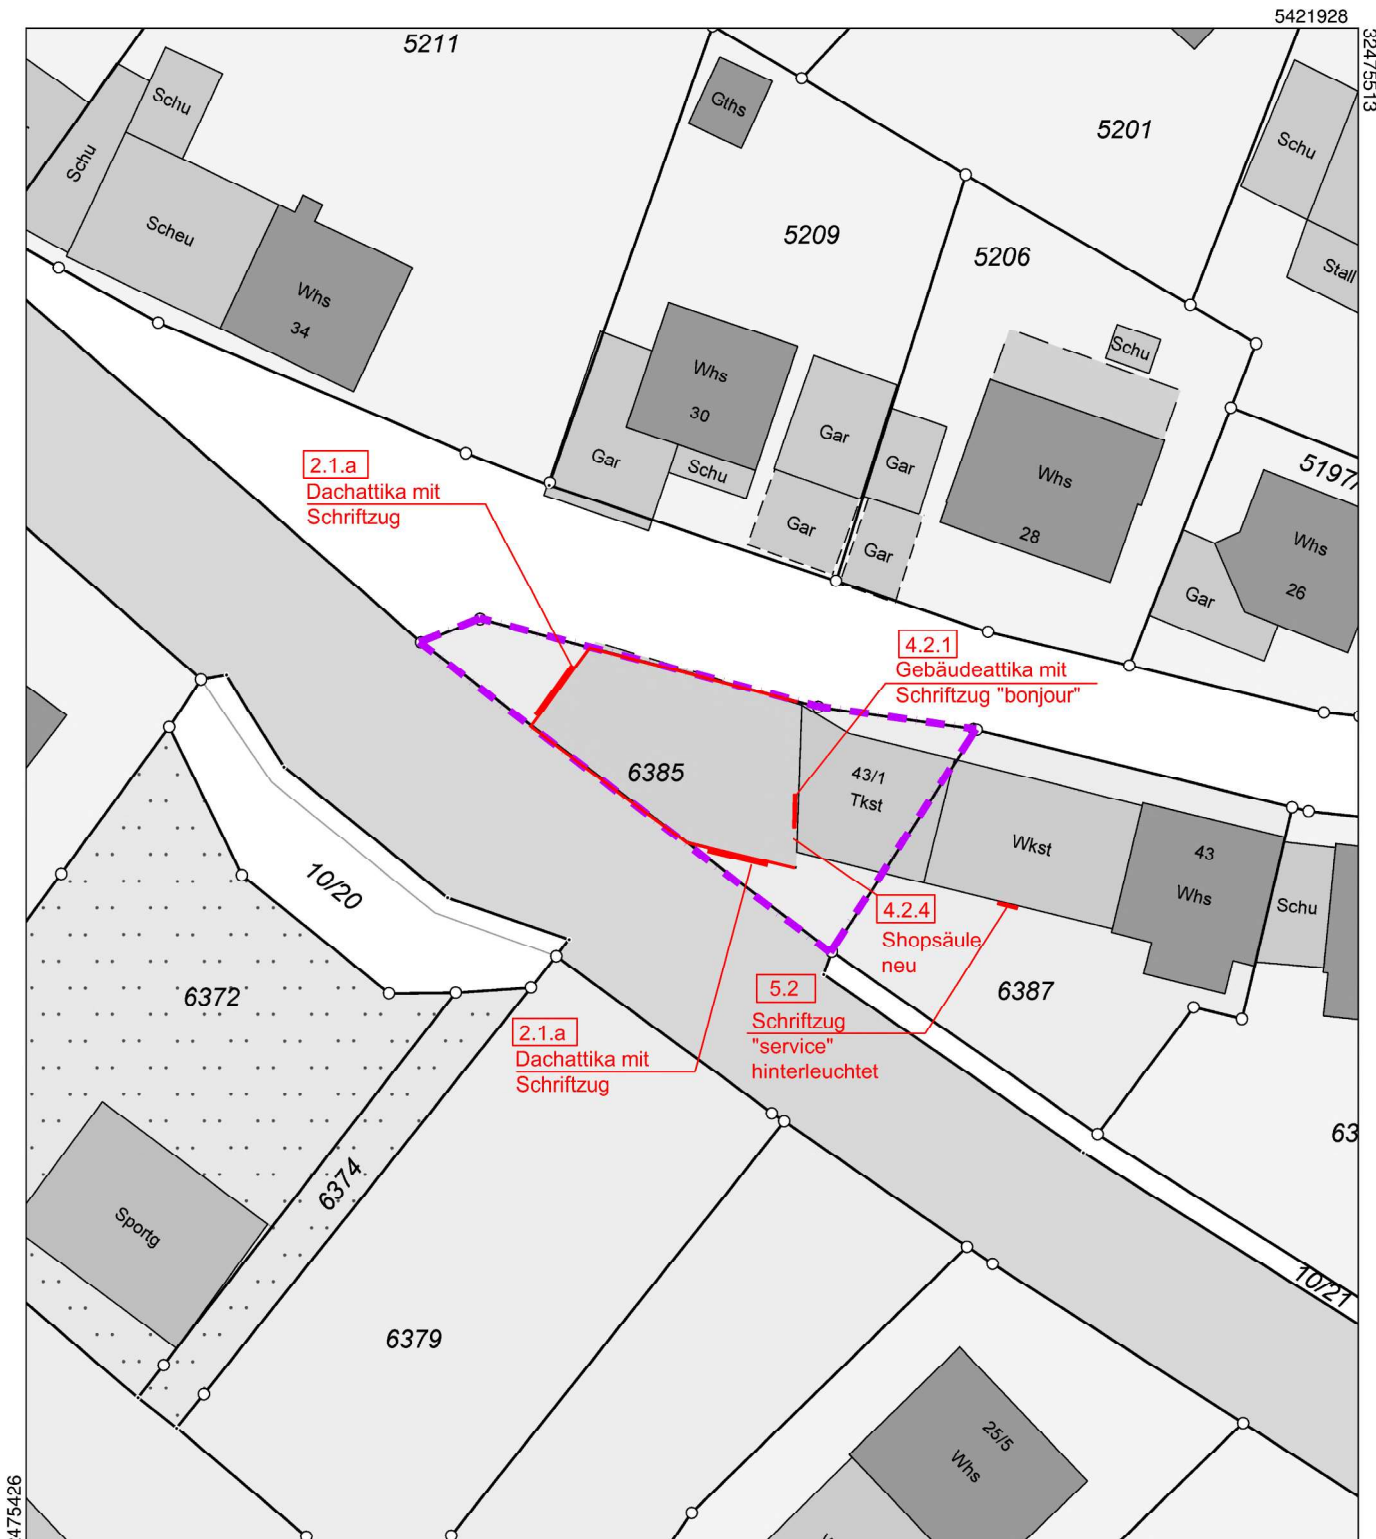 5421928
32475513
5211
Schu
Gths
5201
Schu
Schu
Scheu
5209
5206
Stall
Whs
34
Schu
Whs
30
Gar
Gar
Schu
Gar
Whs
28
Gar
Gar
5197
Whs
26
Gar
2.1.a
Dachattika mit
Schriftzug
4.2.1
Gebäudeattika mit
Schriftzug "bonjour"
6385
43/1
Tkst
Wkst
43
Whs
Schu
10/20
4.2.4
Shopsäule
neu
6372
5.2
Schriftzug
"service"
hinterleuchtet
6387
2.1.a
Dachattika mit
Schriftzug
63
6374
Sportg
10/21
6379
25/5
Whs
475426